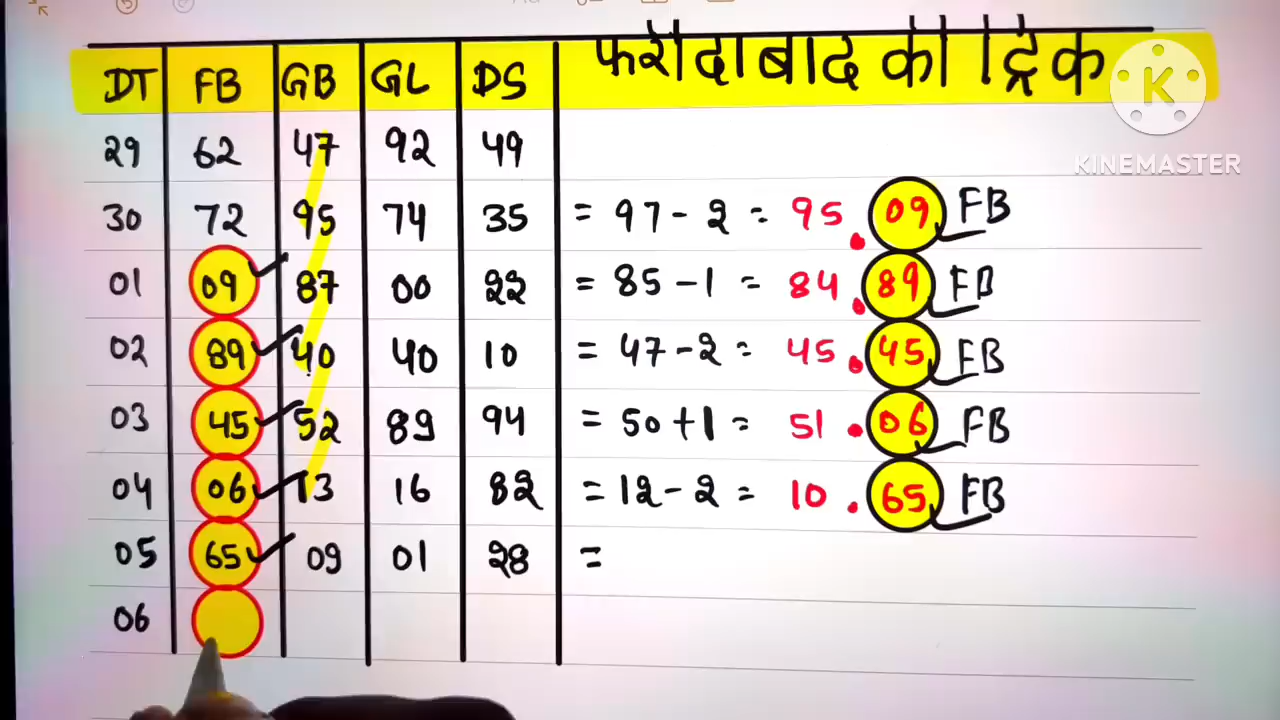 फरीदाबाद की ट्रिक
K
KINEMASTER
DT FB GB GL DS
29 62 47 92 49
30 72 95 74 35 = 97 - 2 = 95. 09 FB
01 09 87 00 22 = 85 - 1 = 84. 89 FB
02 89 40 40 10 = 47 - 2 = 45. 45 FB
03 45 52 89 94 = 50 + 1 = 51. 06 FB
04 06 13 16 82 = 12 - 2 = 10. 65 FB
05 65 09 01 28 =
06